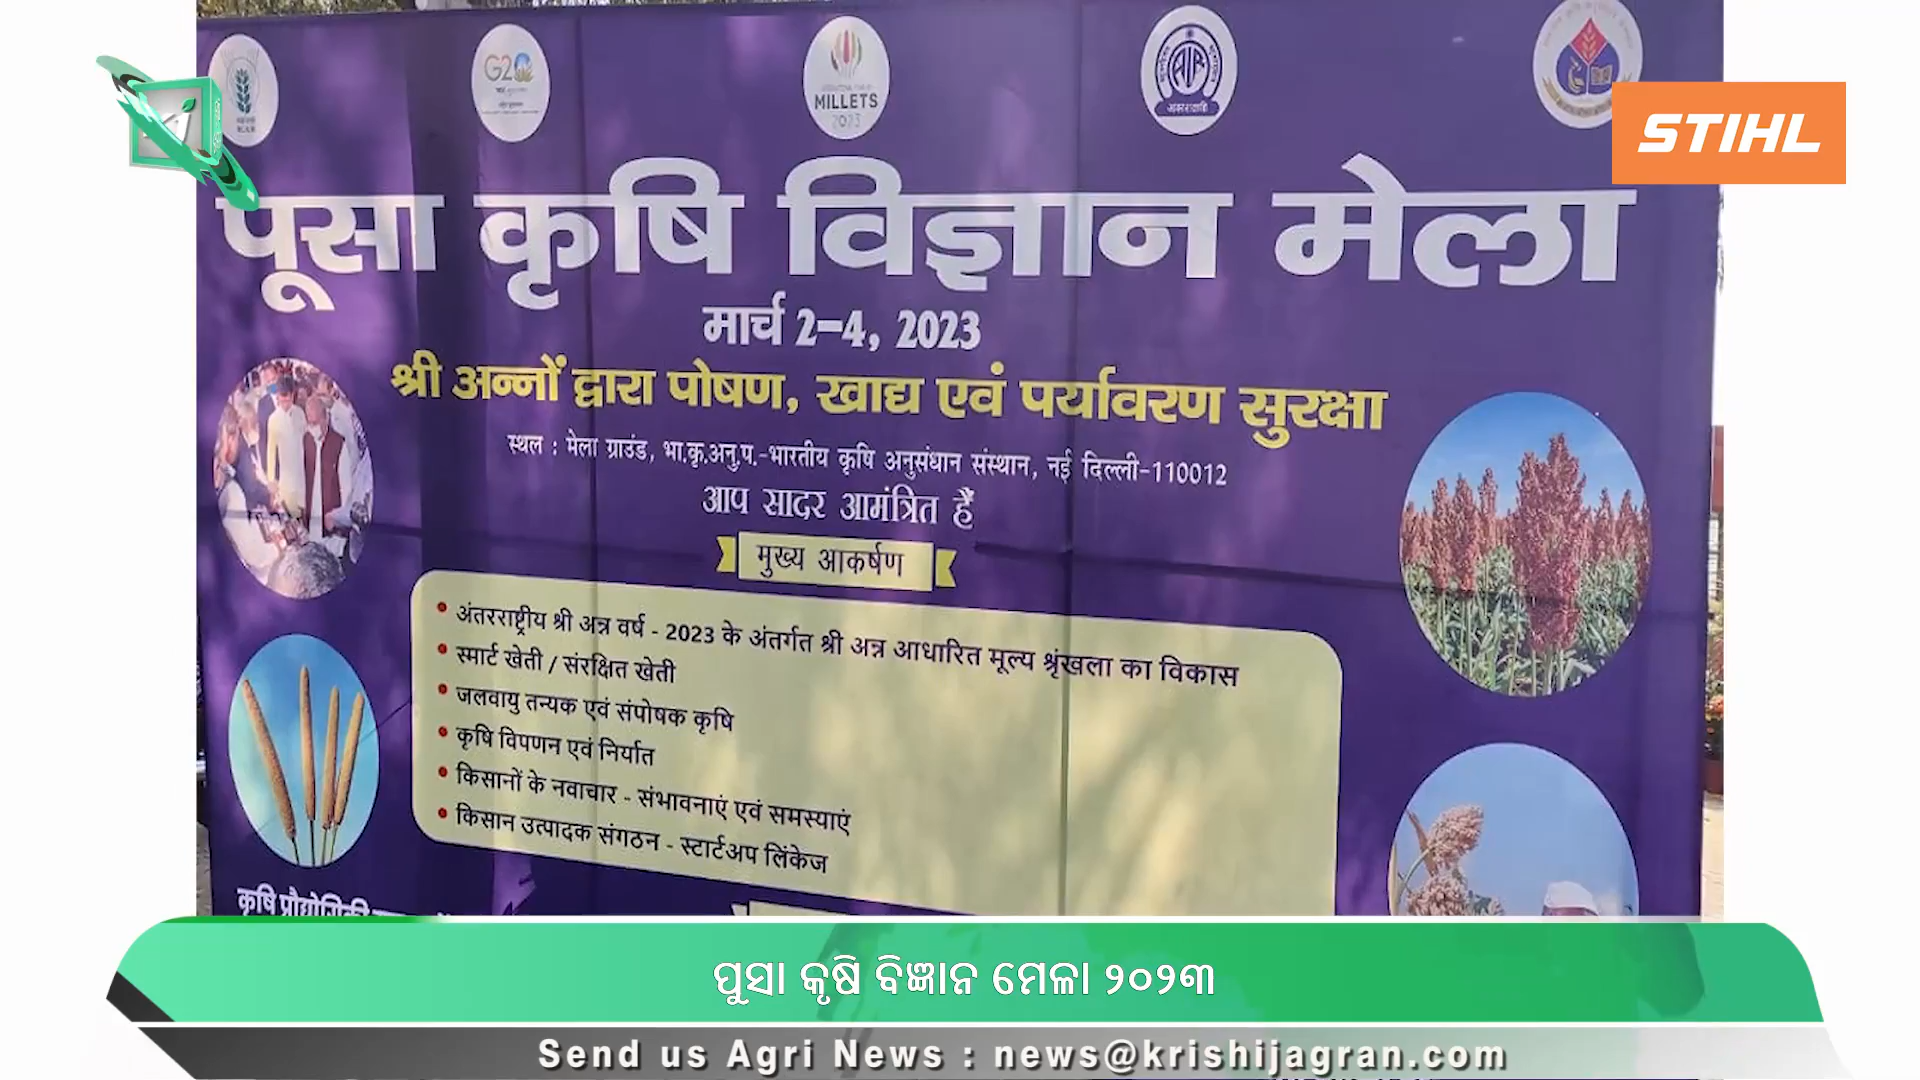 G20
MILLETS
2023
STIHL
पूसा कृषि विज्ञान मेला
मार्च 2-4, 2023
श्री अन्नों द्वारा पोषण, खाद्य एवं पर्यावरण सुरक्षा
स्थल : मेला ग्राउंड, भा.कृ.अनु.प.-भारतीय कृषि अनुसंधान संस्थान, नई दिल्ली-110012
आप सादर आमंत्रित हैं
मुख्य आकर्षण
• अंतरराष्ट्रीय श्री अन्न वर्ष - 2023 के अंतर्गत श्री अन्न आधारित मूल्य श्रृंखला का विकास
• स्मार्ट खेती / संरक्षित खेती
• जलवायु तन्यक एवं संपोषक कृषि
• कृषि विपणन एवं निर्यात
• किसानों के नवाचार - संभावनाएं एवं समस्याएं
• किसान उत्पादक संगठन - स्टार्टअप लिंकेज
कृषि प्रौद्योगिकी
ପୁସା କୃଷି ବିଜ୍ଞାନ ମେଳା ୨୦୨୩
Send us Agri News : news@krishijagran.com